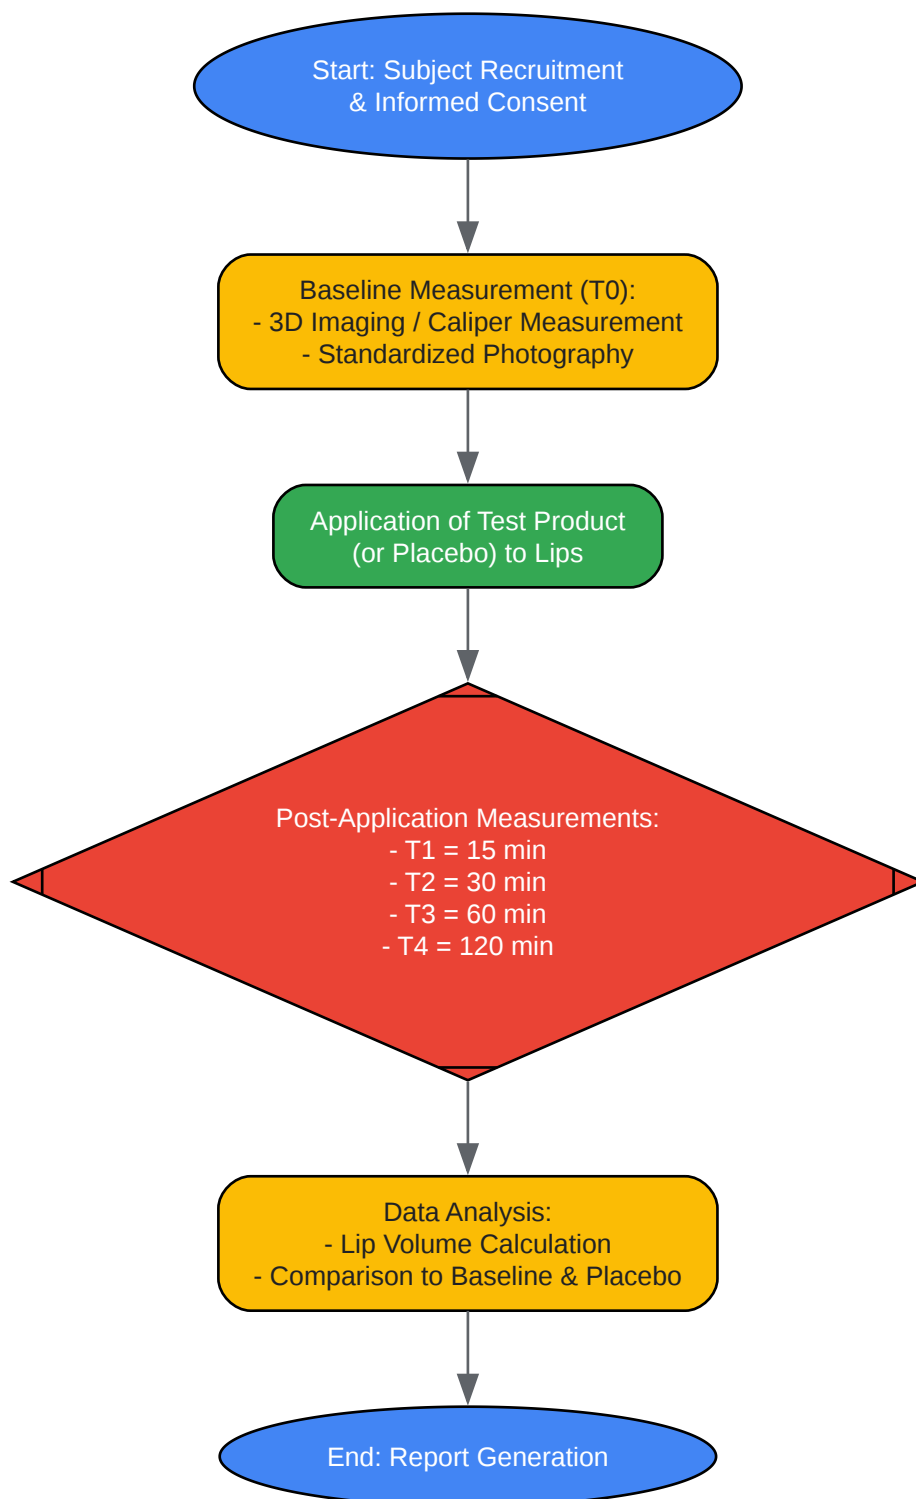 Start: Subject Recruitment
& Informed Consent
Baseline Measurement (T0):
- 3D Imaging / Caliper Measurement
- Standardized Photography
Application of Test Product
(or Placebo) to Lips
Post-Application Measurements:
- T1 = 15 min
- T2 = 30 min
- T3 = 60 min
- T4 = 120 min
Data Analysis:
- Lip Volume Calculation
- Comparison to Baseline & Placebo
End: Report Generation